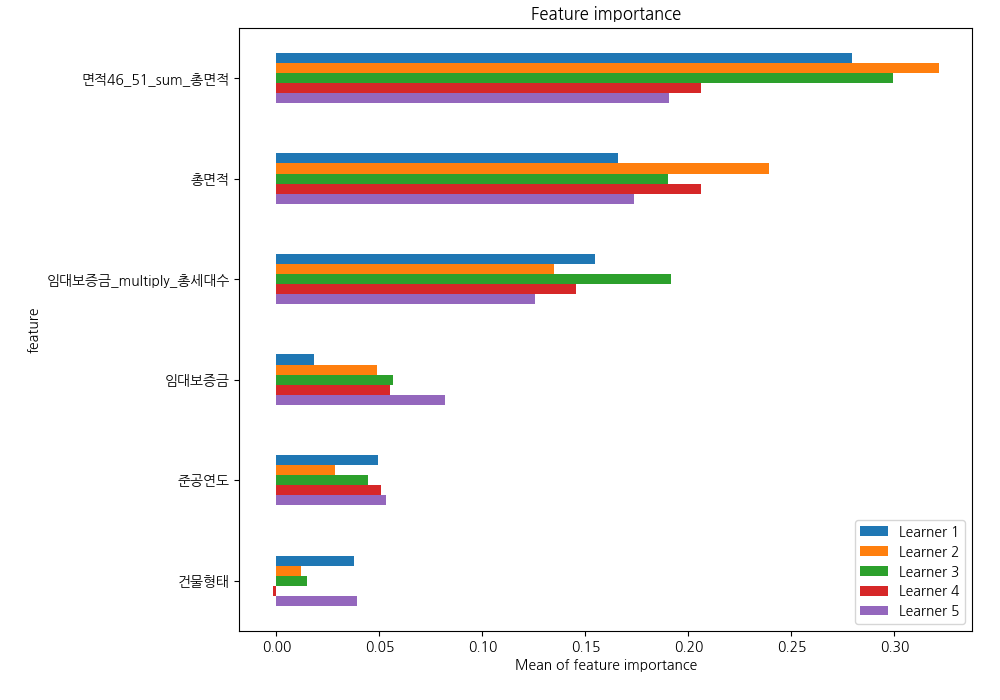 Feature importance
면적46_51_sum_총면적
총면적
임대보증금_multiply_총세대수
임대보증금
준공연도
건물형태
feature
Learner 1
Learner 2
Learner 3
Learner 4
Learner 5
0.00 0.05 0.10 0.15 0.20 0.25 0.30
Mean of feature importance